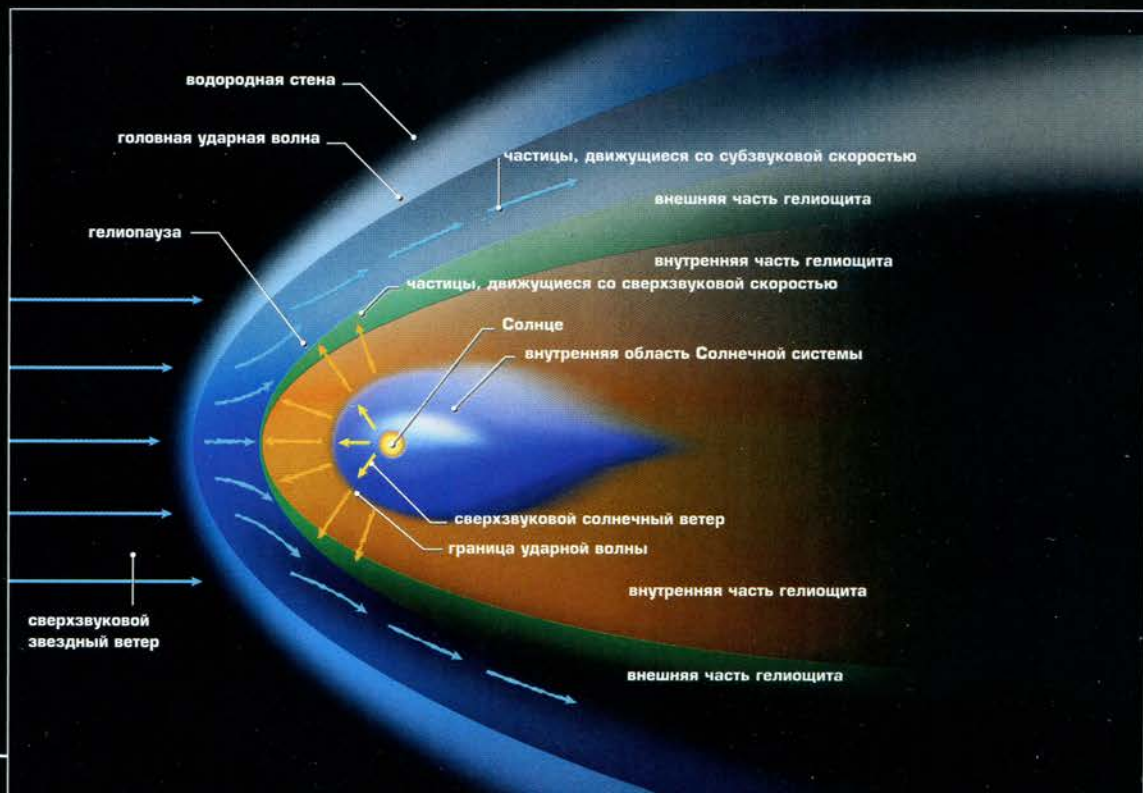 водородная стена
головная ударная волна
частицы, движущиеся со субзвуковой скоростью
внешняя часть гелиощита
гелиопауза
внутренняя часть гелиощита
частицы, движущиеся со сверхзвуковой скоростью
Солнце
внутренняя область Солнечной системы
сверхзвуковой солнечный ветер
граница ударной волны
внутренняя часть гелиощита
сверхзвуковой
звездный ветер
внешняя часть гелиощита